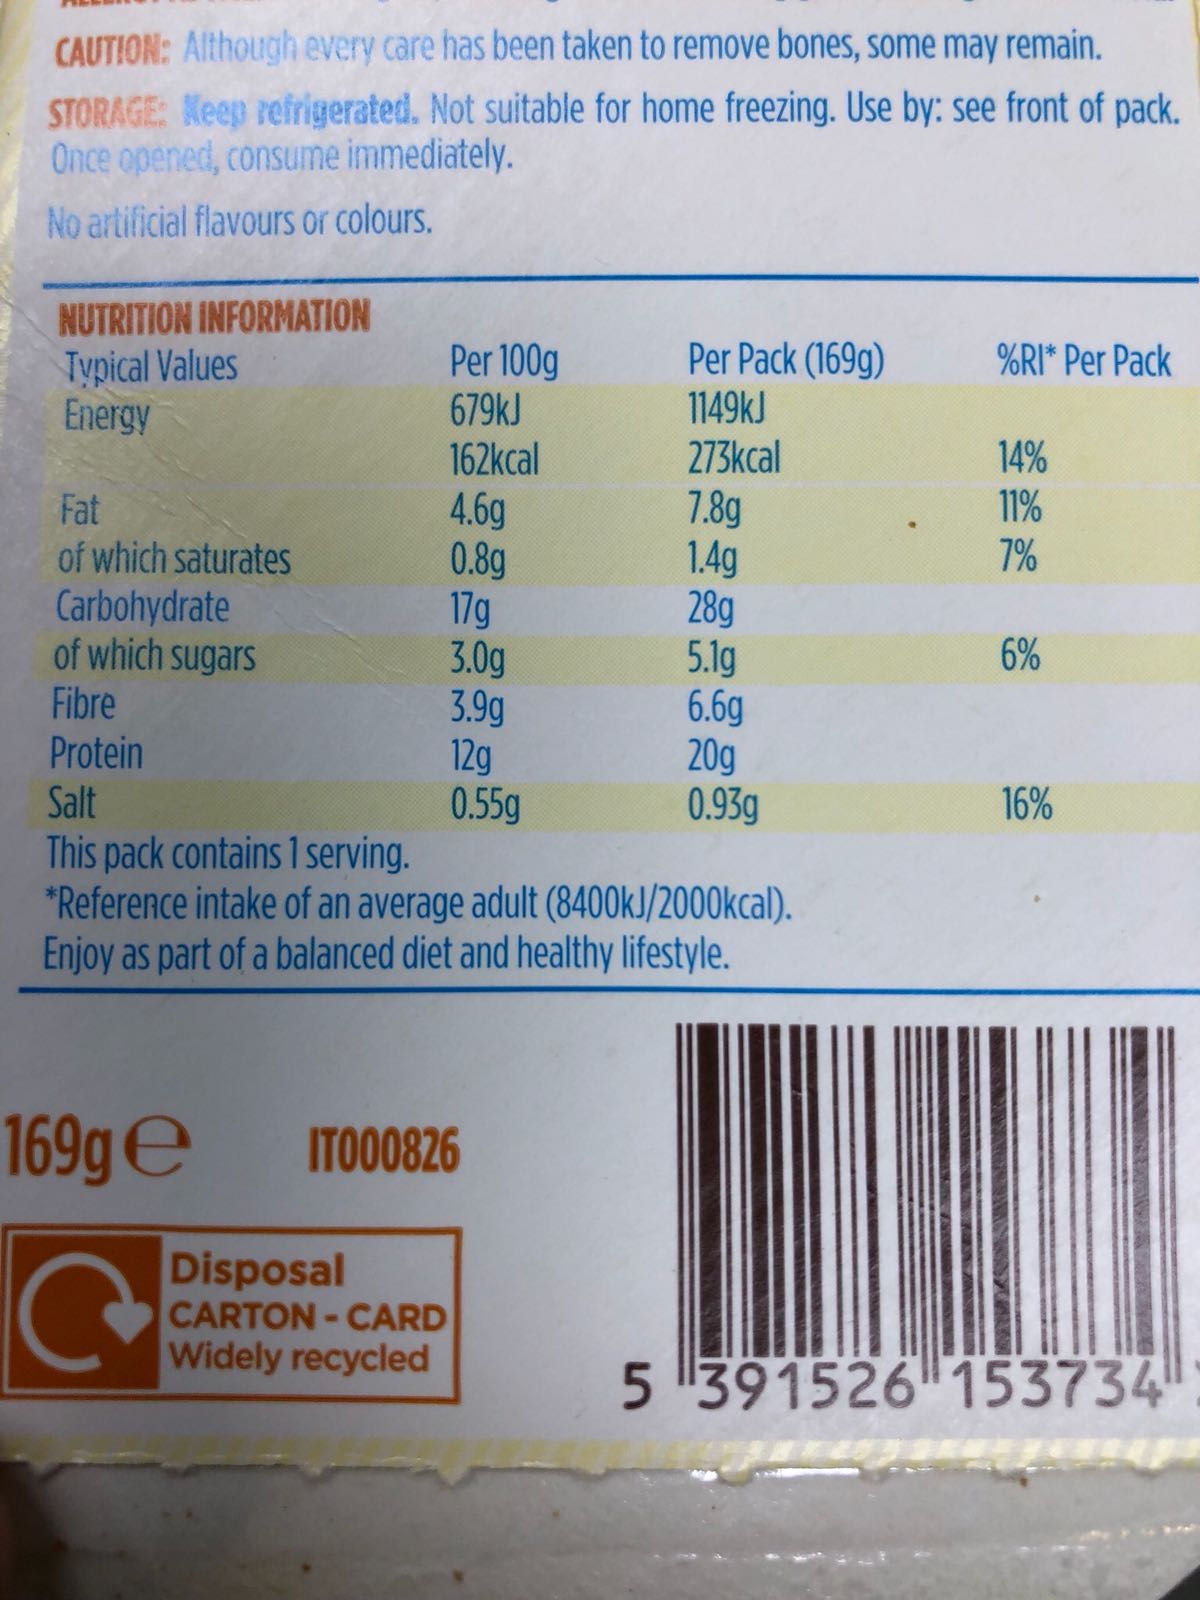 CAUTION: Although every care has been taken to remove bones, some may remain.
STORAGE: Keep refrigerated. Not suitable for home freezing. Use by: see front of pack.
Once opened, consume immediately.
No artificial flavours or colours.
NUTRITION INFORMATION
Typical Values Per 100g Per Pack (169g) %RI* Per Pack
Energy 679kJ 1149kJ
162kcal 273kcal 14%
Fat 4.6g 7.8g 11%
of which saturates 0.8g 1.4g 7%
Carbohydrate 17g 28g
of which sugars 3.0g 5.1g 6%
Fibre 3.9g 6.6g
Protein 12g 20g
Salt 0.55g 0.93g 16%
This pack contains 1 serving.
*Reference intake of an average adult (8400kJ/2000kcal).
Enjoy as part of a balanced diet and healthy lifestyle.
169g e IT000826
Disposal
CARTON - CARD
Widely recycled
5 391526 153734